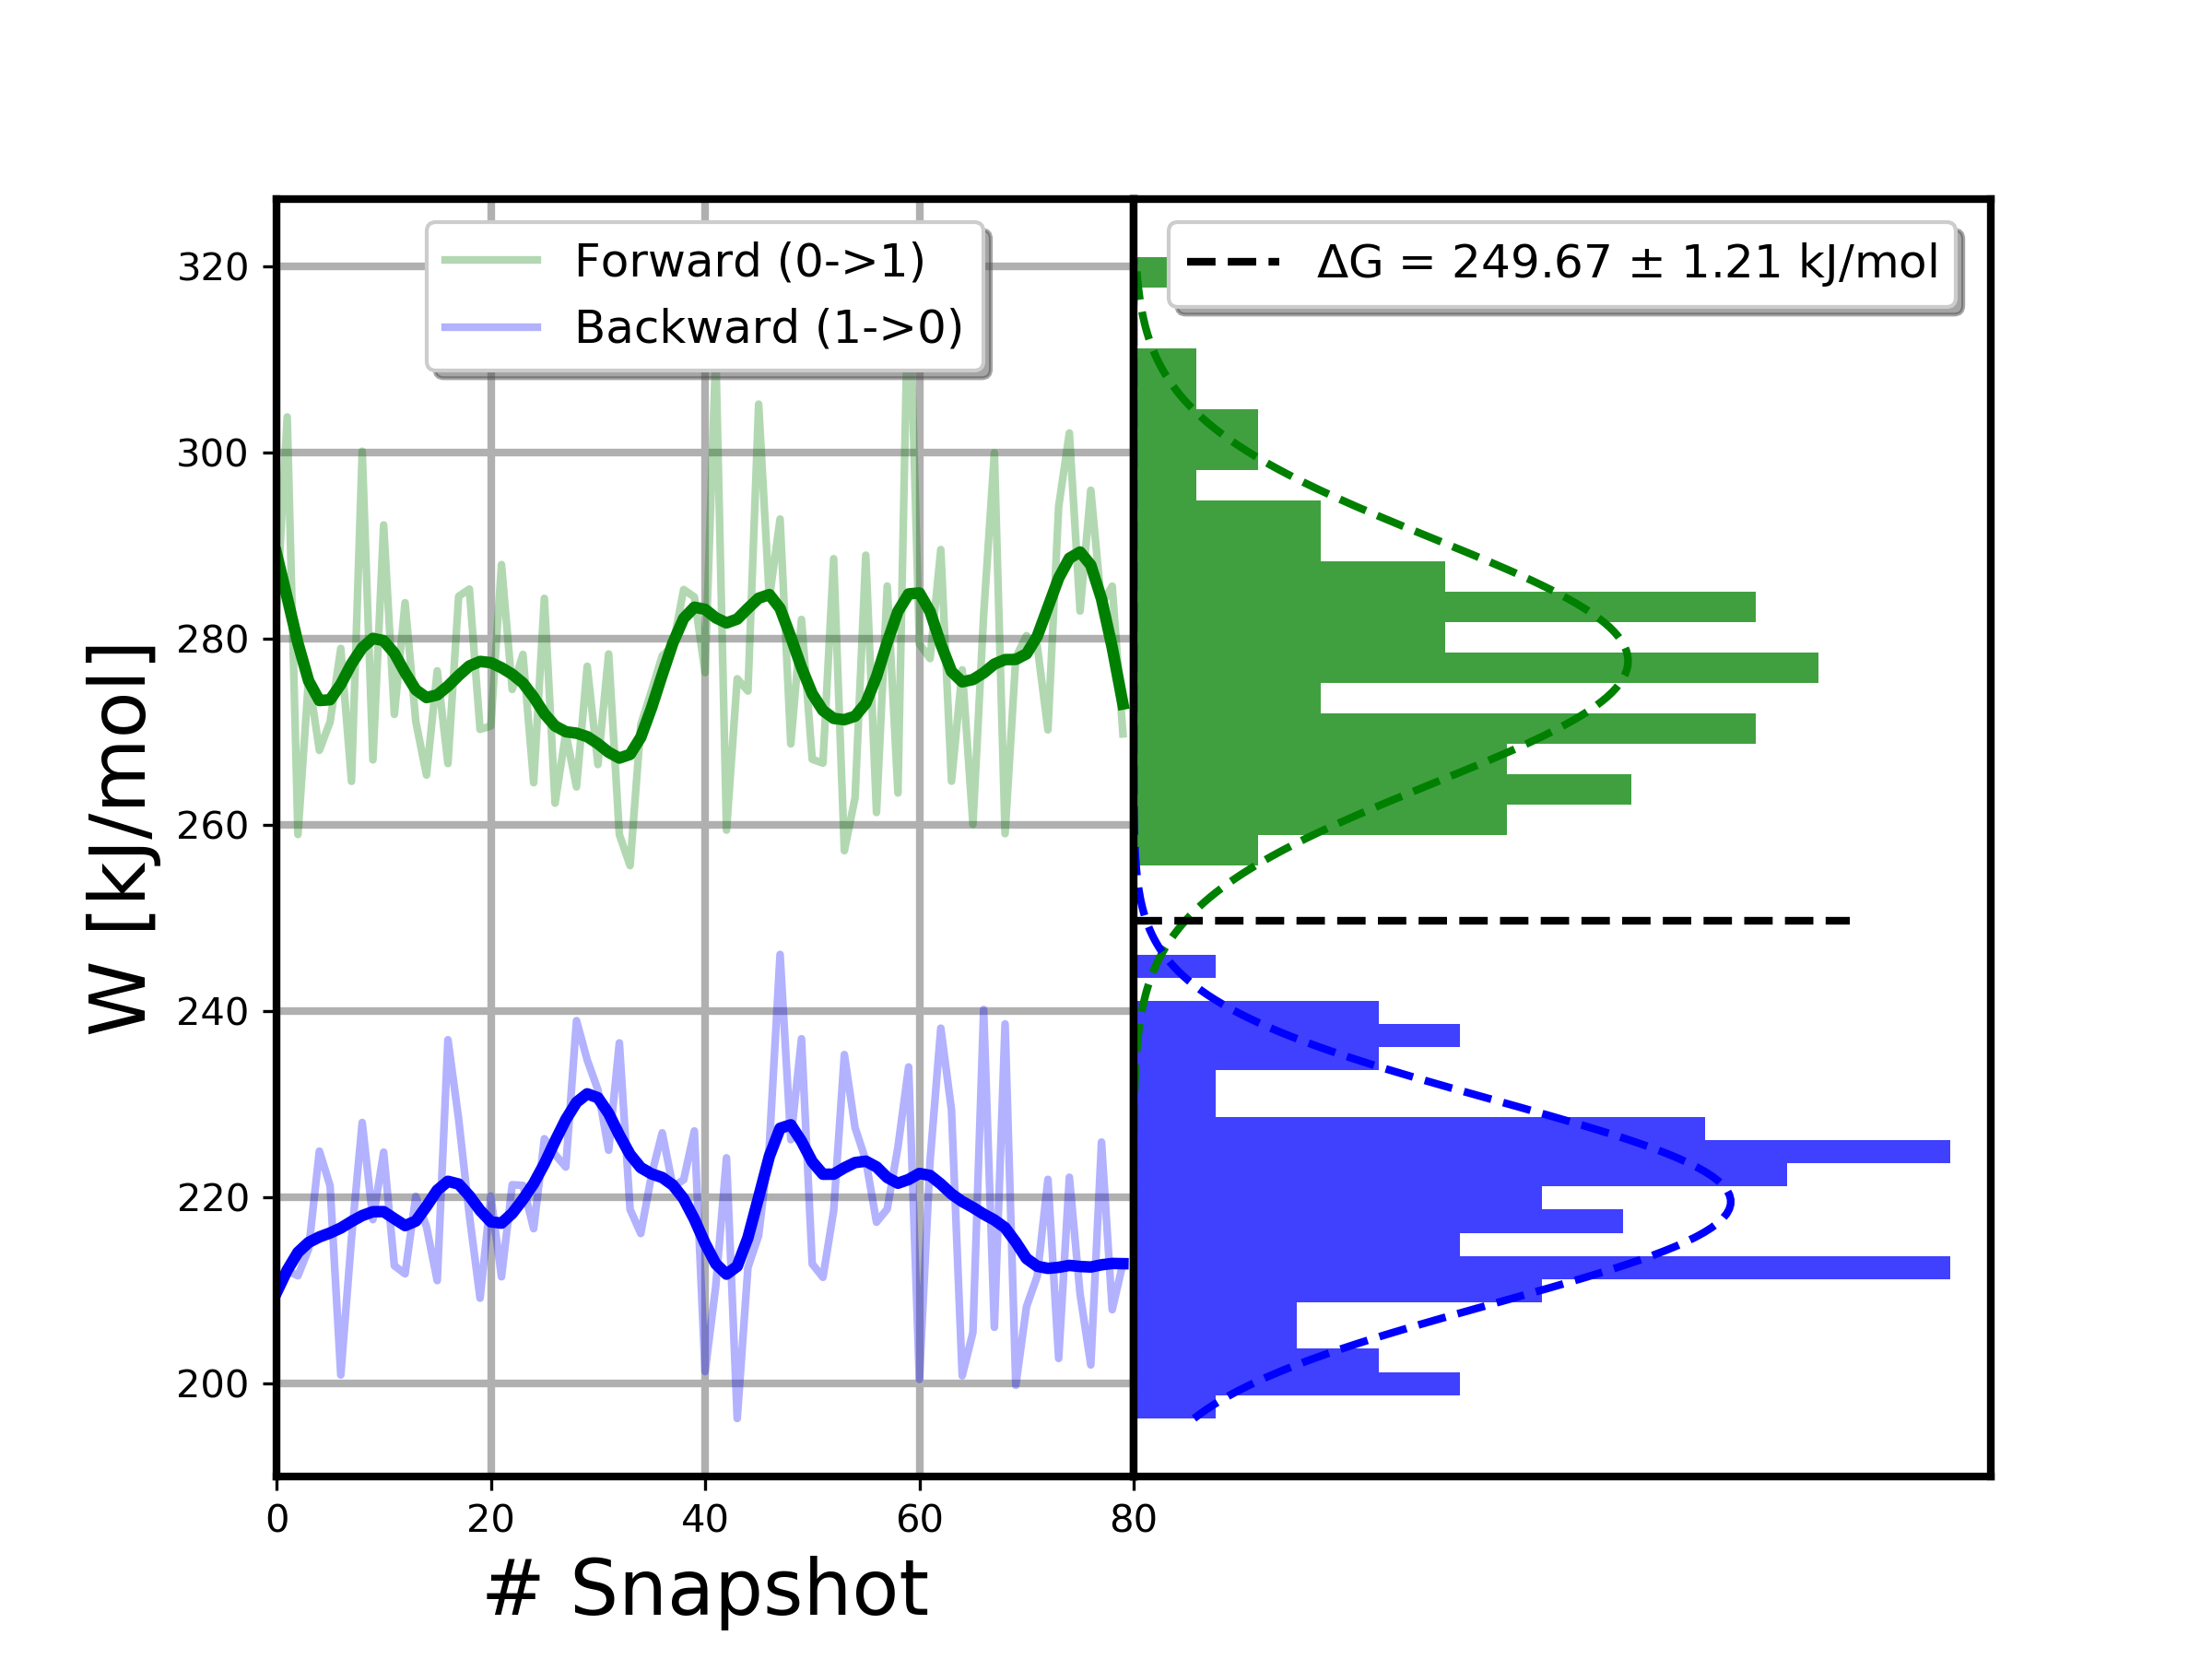 Forward (0->1)
Backward (1->0)
ΔG = 249.67 ± 1.21 kJ/mol
W [kJ/mol]
320
300
280
260
240
220
200
0 20 40 60 80
# Snapshot